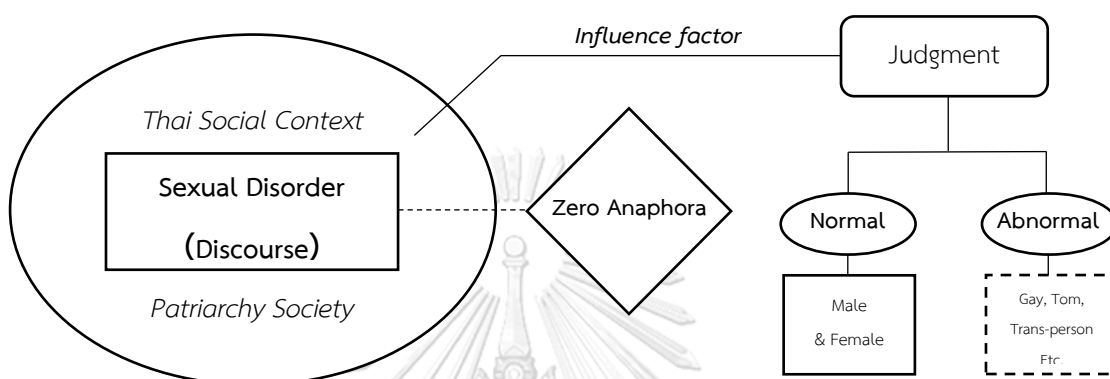 Influence factor
Judgment
Thai Social Context
Sexual Disorder
(Discourse)
Patriarchy Society
Zero Anaphora
Normal
Abnormal
Male
& Female
Gay, Tom,
Trans-person
Etc.